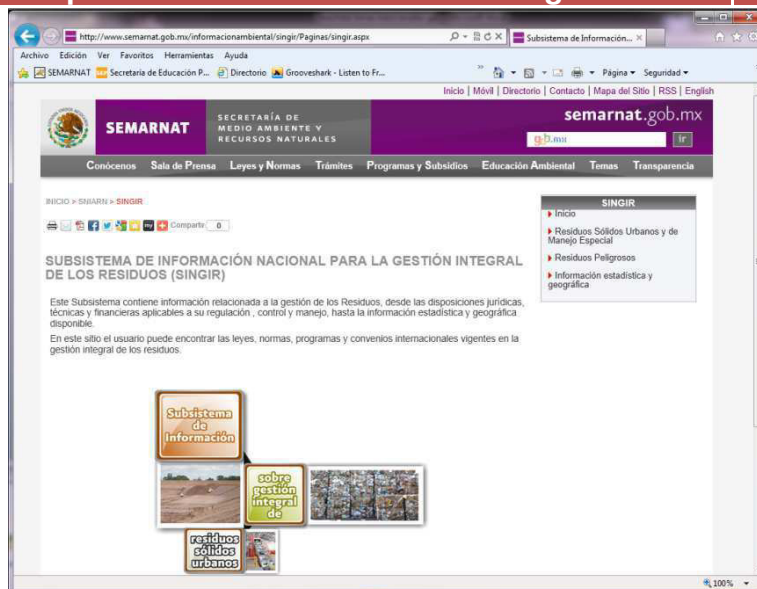 http://www.semarnat.gob.mx/informacionambiental/singir/Paginas/singir.aspx
Subsistema de Información...
Archivo Edición Ver Favoritos Herramientas Ayuda
SEMARNAT Secretaría de Educación P... Directorio Grooveshark - Listen to Fr... Página Seguridad
Inicio | Móvil | Directorio | Contacto | Mapa del Sitio | RSS | English
SEMARNAT
SECRETARÍA DE
MEDIO AMBIENTE Y
RECURSOS NATURALES
semarnat.gob.mx
gob.mx Ir
Conócenos Sala de Prensa Leyes y Normas Trámites Programas y Subsidios Educación Ambiental Temas Transparencia
INICIO > SNIARN > SINGIR
Compartir 0
SUBSISTEMA DE INFORMACIÓN NACIONAL PARA LA GESTIÓN INTEGRAL
DE LOS RESIDUOS (SINGIR)
Este Subsistema contiene información relacionada a la gestión de los Residuos, desde las disposiciones jurídicas,
técnicas y financieras aplicables a su regulación , control y manejo, hasta la información estadística y geográfica
disponible.
En este sitio el usuario puede encontrar las leyes, normas, programas y convenios internacionales vigentes en la
gestión integral de los residuos.
SINGIR
Inicio
Residuos Sólidos Urbanos y de
Manejo Especial
Residuos Peligrosos
Información estadística y
geográfica
Subsistema
de
Información
sobre
gestión
integral
de
residuos
sólidos
urbanos
100%